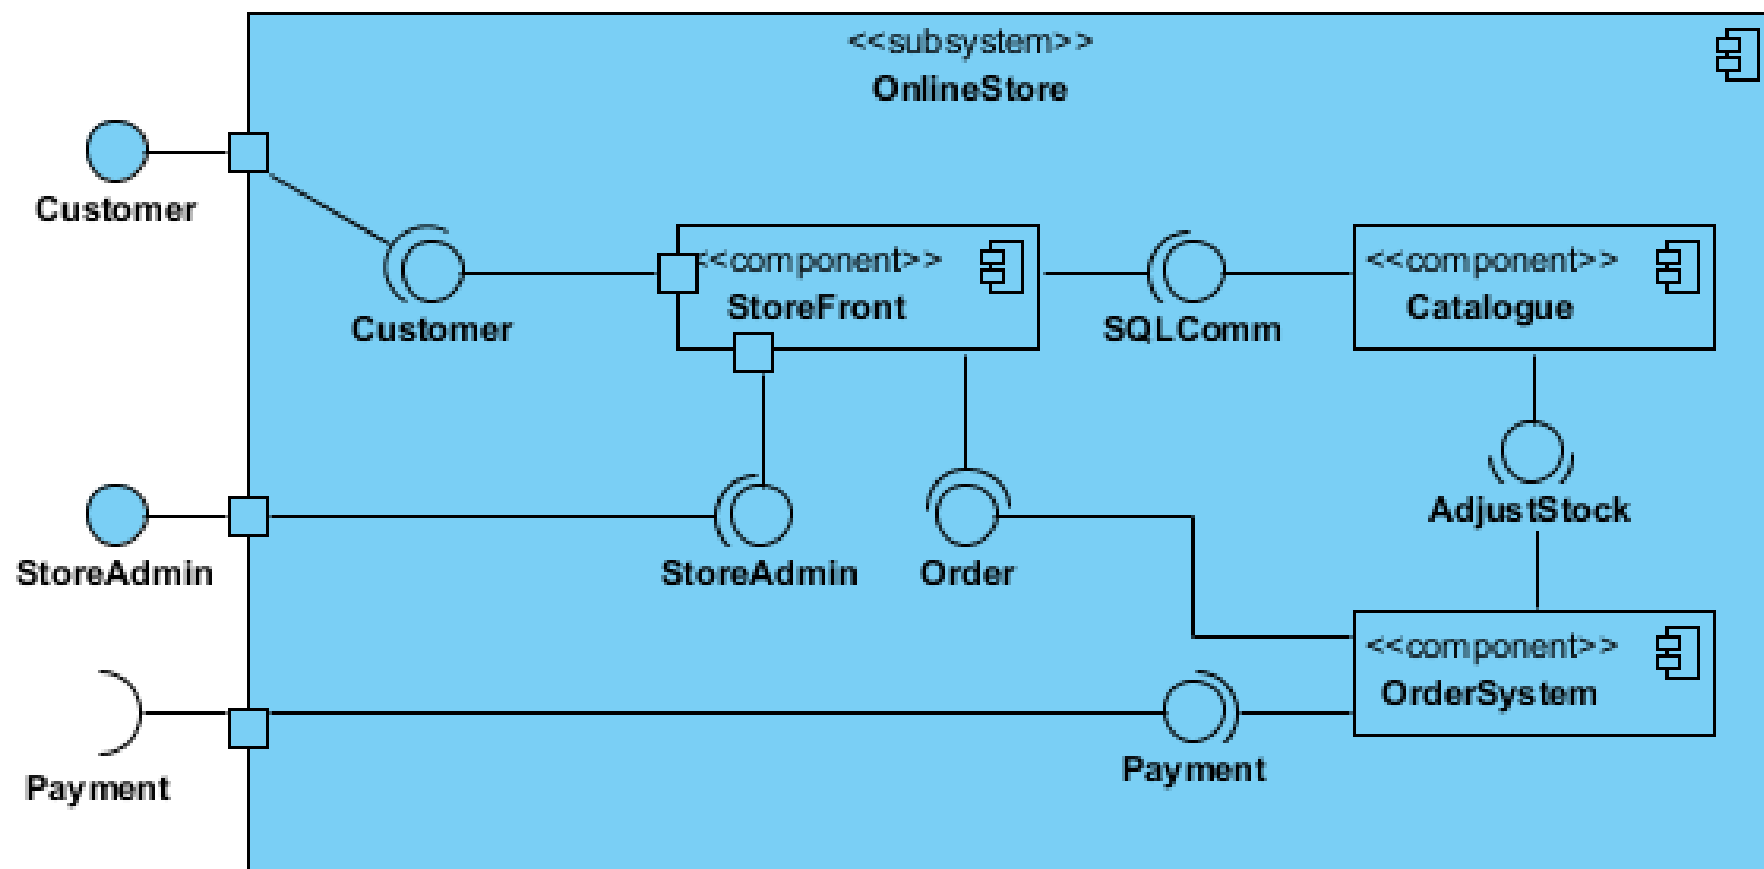 <<subsystem>>
OnlineStore
Customer
<<component>>
StoreFront
<<component>>
Catalogue
Customer
SQLComm
AdjustStock
StoreAdmin
StoreAdmin
Order
<<component>>
OrderSystem
Payment
Payment